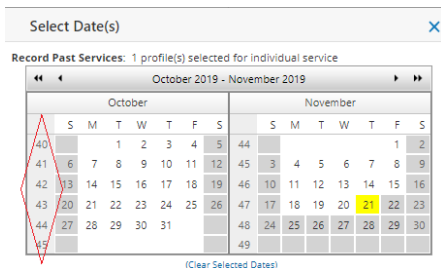 Select Date(s) ×
Record Past Services: 1 profile(s) selected for individual service
October 2019 - November 2019
October November
S M T W T F S S M T W T F S
40 1 2 3 4 5 44 1 2
41 6 7 8 9 10 11 12 45 3 4 5 6 7 8 9
42 13 14 15 16 17 18 19 46 10 11 12 13 14 15 16
43 20 21 22 23 24 25 26 47 17 18 19 20 21 22 23
44 27 28 29 30 31 48 24 25 26 27 28 29 30
45 49
(Clear Selected Dates)